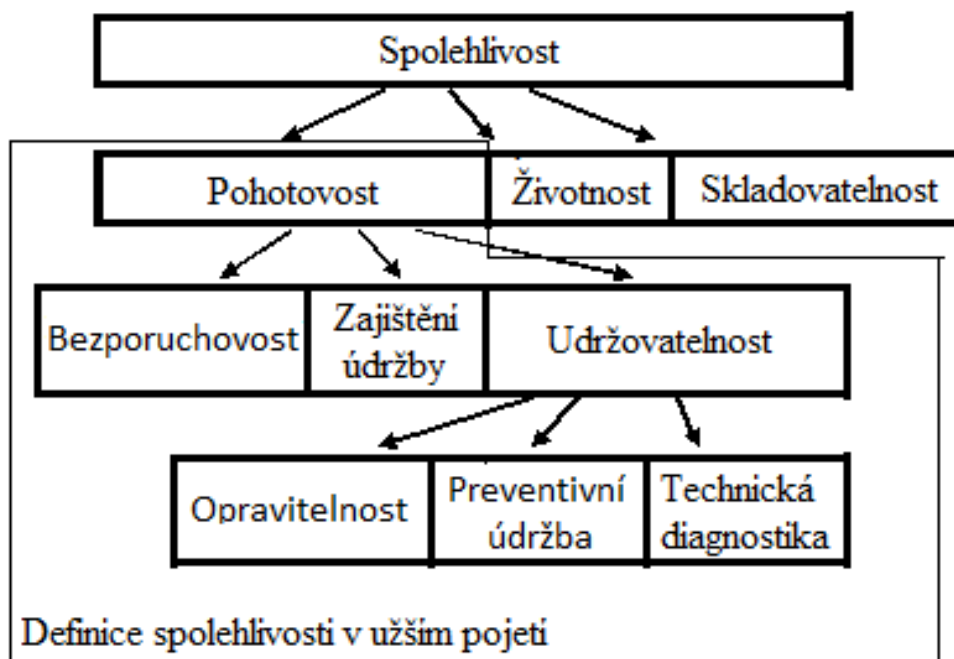 Spolehlivost
Pohotovost
Životnost
Skladovatelnost
Bezporuchovost
Zajištění
údržby
Udržovatelnost
Opravitelnost
Preventivní
údržba
Technická
diagnostika
Definice spolehlivosti v užším pojetí